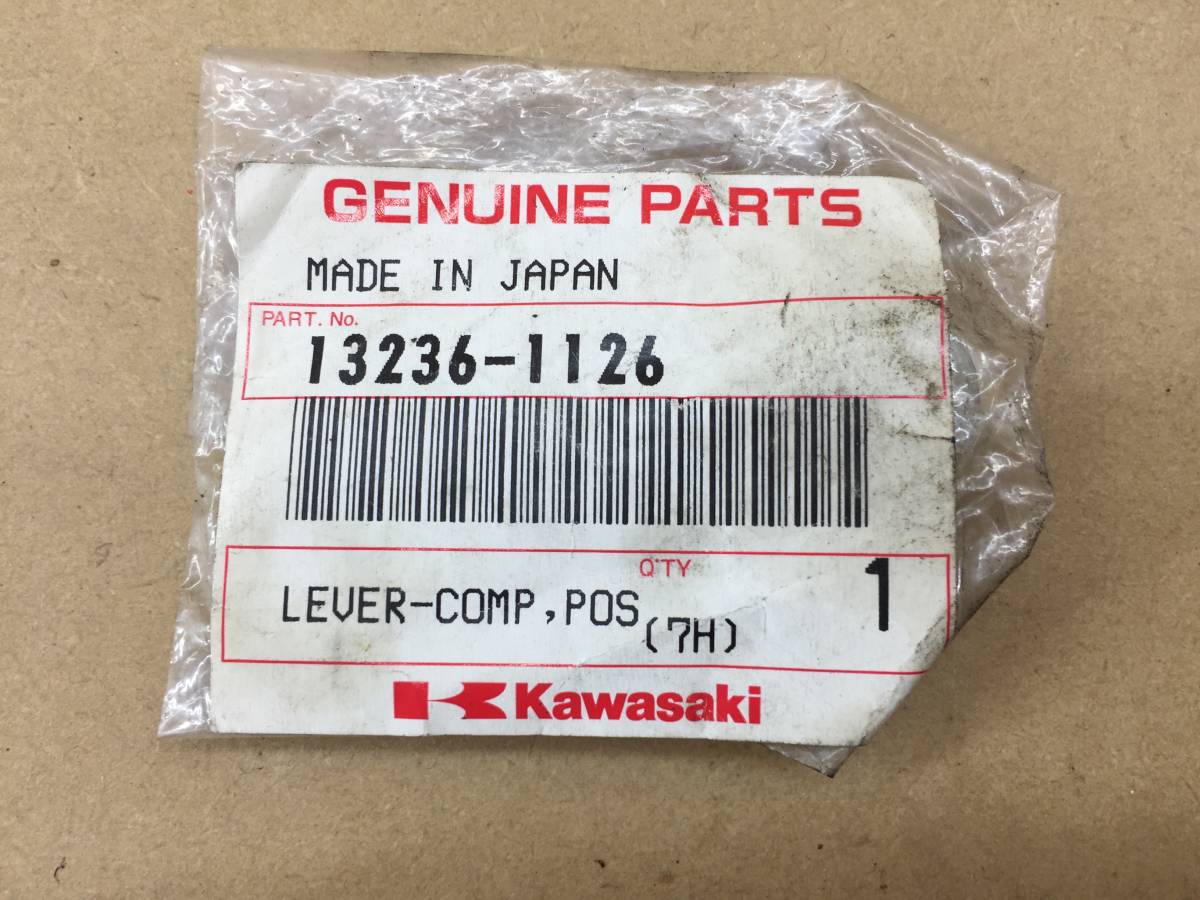 GENUINE PARTS
MADE IN JAPAN
PART. No.
13236-1126
Q'TY
LEVER-COMP,POS (7H) 1
Kawasaki